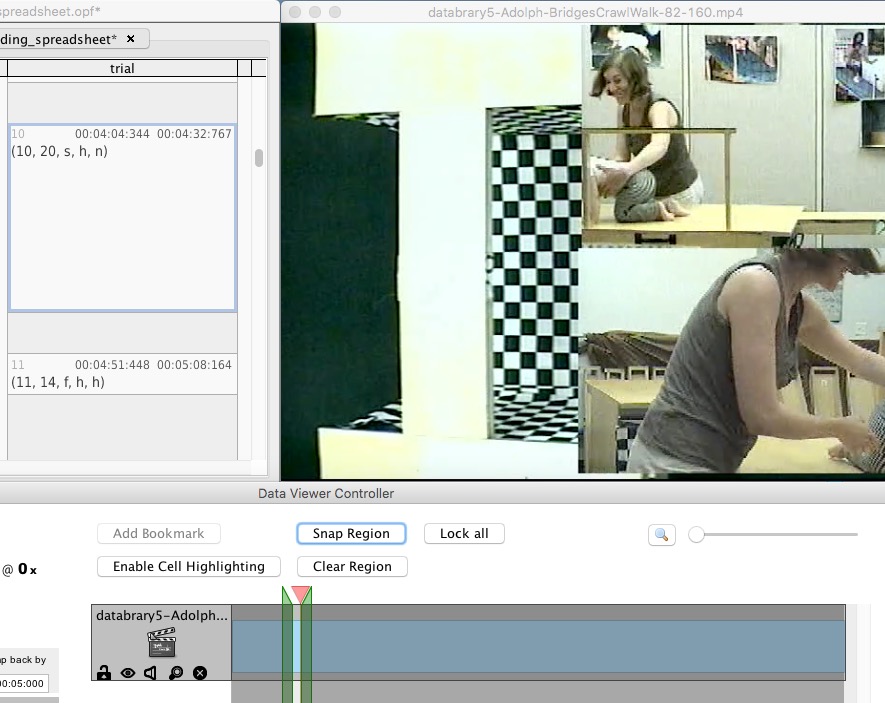 spreadsheet.opf*
databrary5-Adolph-BridgesCrawlWalk-82-160.mp4
ding_spreadsheet* ×
trial
10 00:04:04:344 00:04:32:767
(10, 20, s, h, n)
11 00:04:51:448 00:05:08:164
(11, 14, f, h, h)
Data Viewer Controller
Add Bookmark
Snap Region
Lock all
@ 0x
Enable Cell Highlighting
Clear Region
databrary5-Adolph...
p back by
00:05:000